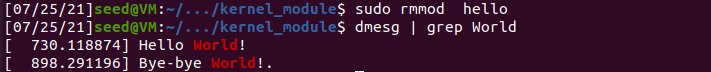 [07/25/21]seed@VM:~/.../kernel_module$ sudo rmmod  hello
[07/25/21]seed@VM:~/.../kernel_module$ dmesg | grep World
[  730.118874] Hello World!
[  898.291196] Bye-bye World!.